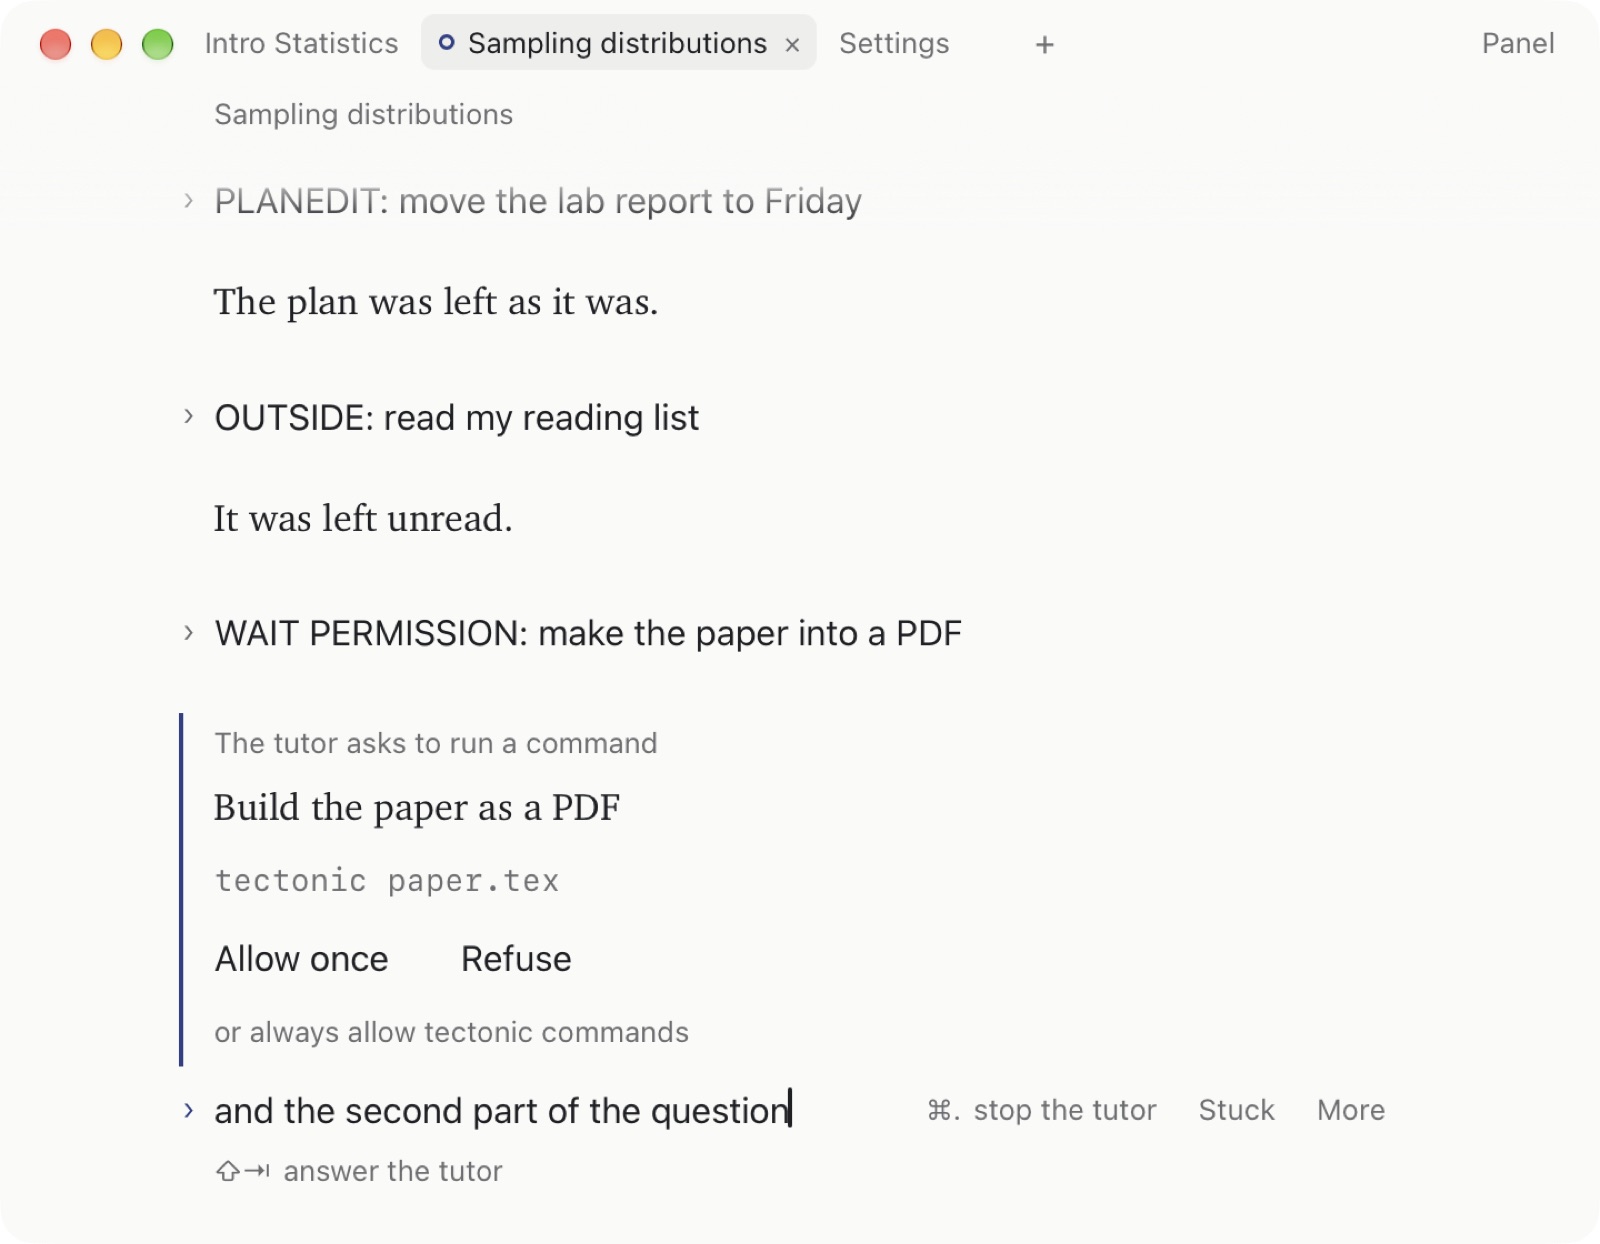 Intro Statistics Sampling distributions × Settings + Panel
Sampling distributions
› PLANEDIT: move the lab report to Friday
The plan was left as it was.
› OUTSIDE: read my reading list
It was left unread.
› WAIT PERMISSION: make the paper into a PDF
The tutor asks to run a command
Build the paper as a PDF
tectonic paper.tex
Allow once Refuse
or always allow tectonic commands
› and the second part of the question ⌘. stop the tutor Stuck More
⇧⇥ answer the tutor